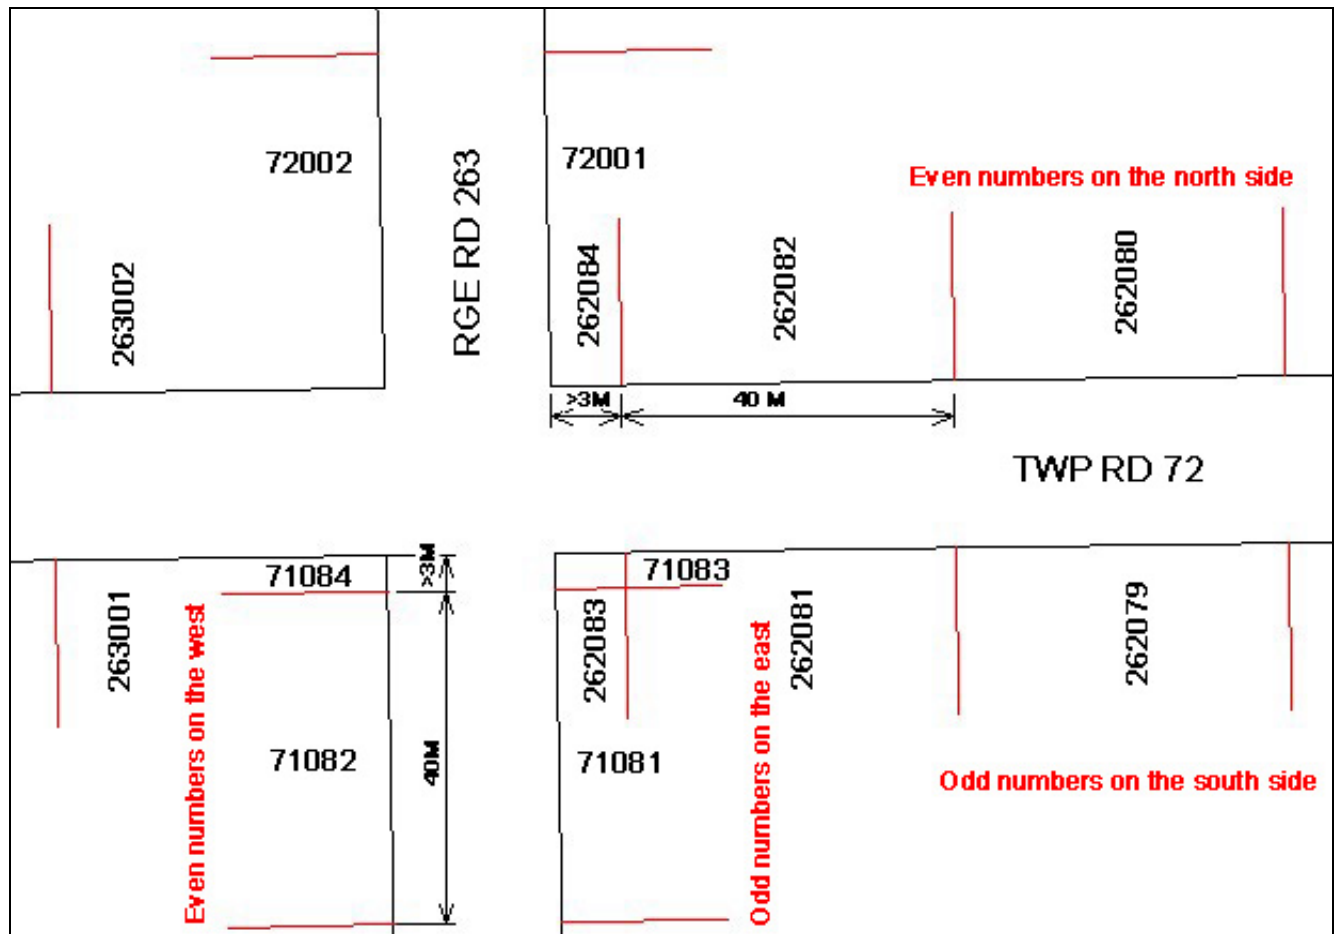 72002
RGE RD 263
72001
Even numbers on the north side
263002
262084
262082
262080
>3M
40 M
TWP RD 72
71084
>3M
71083
263001
Even numbers on the west
262083
Odd numbers on the east
262081
262079
71082
40M
71081
Odd numbers on the south side